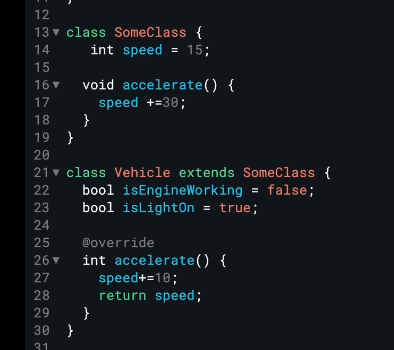 12
13 class SomeClass {
14 int speed = 15;
15
16 void accelerate() {
17 speed +=30;
18 }
19 }
20
21 class Vehicle extends SomeClass {
22 bool isEngineWorking = false;
23 bool isLightOn = true;
24
25 @override
26 int accelerate() {
27 speed+=10;
28 return speed;
29 }
30 }